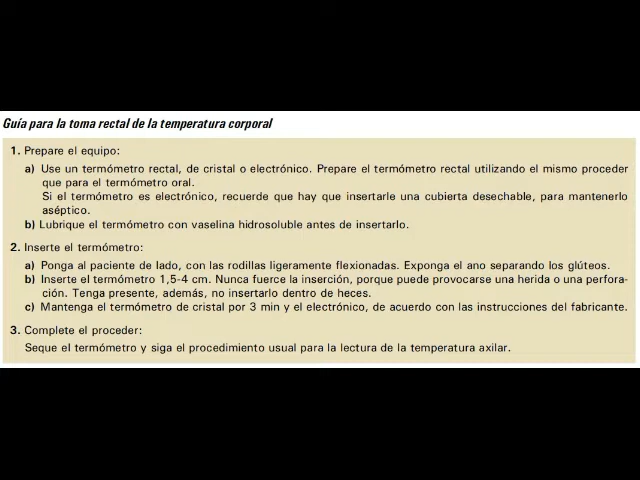 Guía para la toma rectal de la temperatura corporal
1. Prepare el equipo:
a) Use un termómetro rectal, de cristal o electrónico. Prepare el termómetro rectal utilizando el mismo proceder
que para el termómetro oral.
Si el termómetro es electrónico, recuerde que hay que insertarle una cubierta desechable, para mantenerlo
aséptico.
b) Lubrique el termómetro con vaselina hidrosoluble antes de insertarlo.
2. Inserte el termómetro:
a) Ponga al paciente de lado, con las rodillas ligeramente flexionadas. Exponga el ano separando los glúteos.
b) Inserte el termómetro 1,5-4 cm. Nunca fuerce la inserción, porque puede provocarse una herida o una perfora-
ción. Tenga presente, además, no insertarlo dentro de heces.
c) Mantenga el termómetro de cristal por 3 min y el electrónico, de acuerdo con las instrucciones del fabricante.
3. Complete el proceder:
Seque el termómetro y siga el procedimiento usual para la lectura de la temperatura axilar.